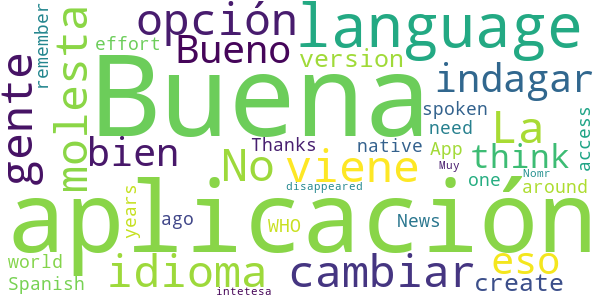 remember
effort
opción
language
gente
molesta
Bueno
version
Buena
indagar
spoken
need
La
access
bien
Thanks
native
App
think
No
viene
Muy
one
Nomr
around
disappeared
aplicación
years
ago
WHO
News
eso
world
Spanish
idioma
cambiar
create
intetesa